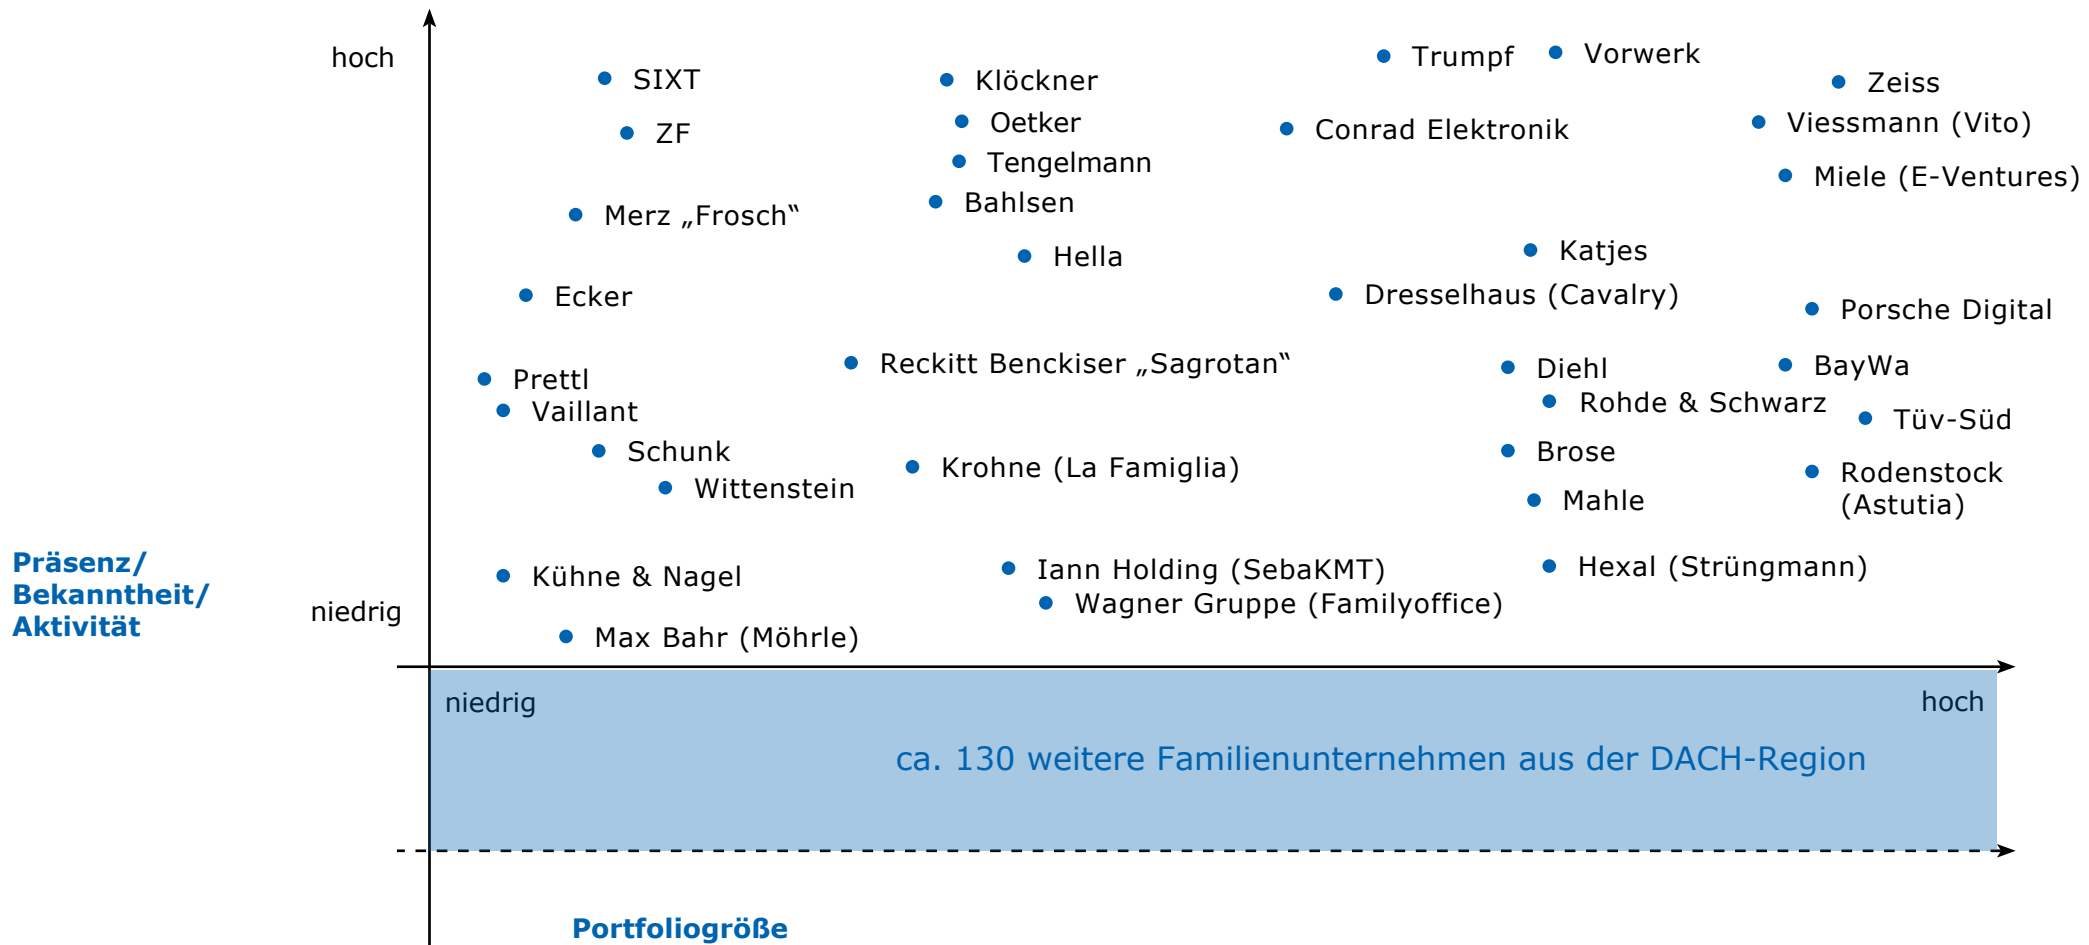 hoch
SIXT
Klöckner
Trumpf
Vorwerk
Zeiss
ZF
Oetker
Conrad Elektronik
Viessmann (Vito)
Tengelmann
Miele (E-Ventures)
Merz „Frosch“
Bahlsen
Hella
Katjes
Ecker
Dresselhaus (Cavalry)
Porsche Digital
Prettl
Reckitt Benckiser „Sagrotan“
Diehl
BayWa
Vaillant
Rohde & Schwarz
Tüv-Süd
Schunk
Krohne (La Famiglia)
Brose
Rodenstock
(Astutia)
Wittenstein
Mahle
Präsenz/
Bekanntheit/
Aktivität
Kühne & Nagel
Iann Holding (SebaKMT)
Hexal (Strüngmann)
niedrig
Wagner Gruppe (Familyoffice)
Max Bahr (Möhrle)
niedrig
hoch
ca. 130 weitere Familienunternehmen aus der DACH-Region
Portfoliogröße